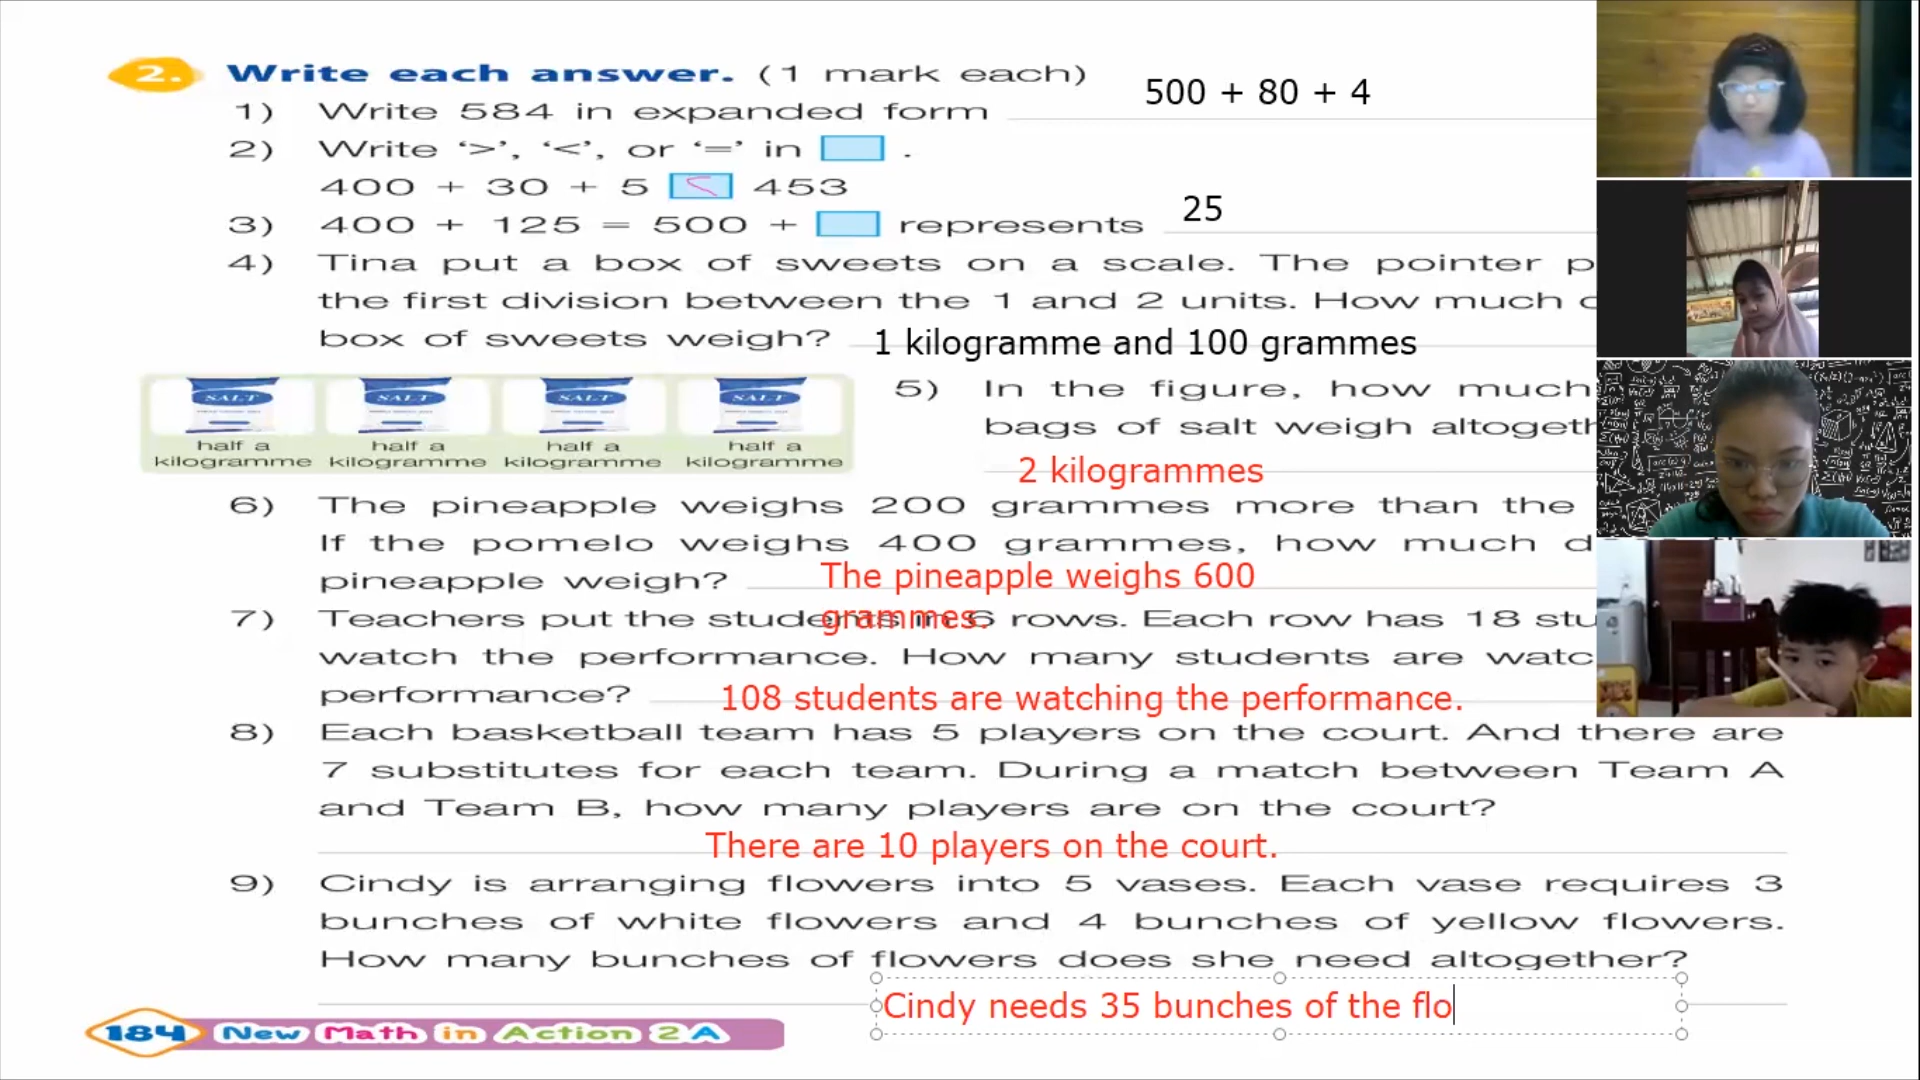 2. Write each answer. (1 mark each)
1) Write 584 in expanded form 500 + 80 + 4
2) Write ‘>’, ‘<’, or ‘=’ in .
400 + 30 + 5 < 453
3) 400 + 125 = 500 + represents 25
4) Tina put a box of sweets on a scale. The pointer p
the first division between the 1 and 2 units. How much
box of sweets weigh? 1 kilogramme and 100 grammes
SALT SALT SALT SALT
half a kilogramme half a kilogramme half a kilogramme half a kilogramme
5) In the figure, how much
bags of salt weigh altogeth
2 kilogrammes
6) The pineapple weighs 200 grammes more than the
If the pomelo weighs 400 grammes, how much d
pineapple weigh? The pineapple weighs 600
grammes.
7) Teachers put the students in 6 rows. Each row has 18 stu
watch the performance. How many students are watc
performance? 108 students are watching the performance.
8) Each basketball team has 5 players on the court. And there are
7 substitutes for each team. During a match between Team A
and Team B, how many players are on the court?
There are 10 players on the court.
9) Cindy is arranging flowers into 5 vases. Each vase requires 3
bunches of white flowers and 4 bunches of yellow flowers.
How many bunches of flowers does she need altogether?
Cindy needs 35 bunches of the flo
184 New Math in Action 2A